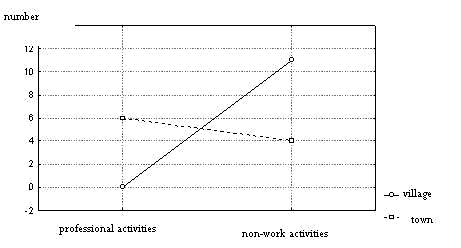 number
12
10
8
6
4
2
0
-2
professional activities
non-work activities
village
town